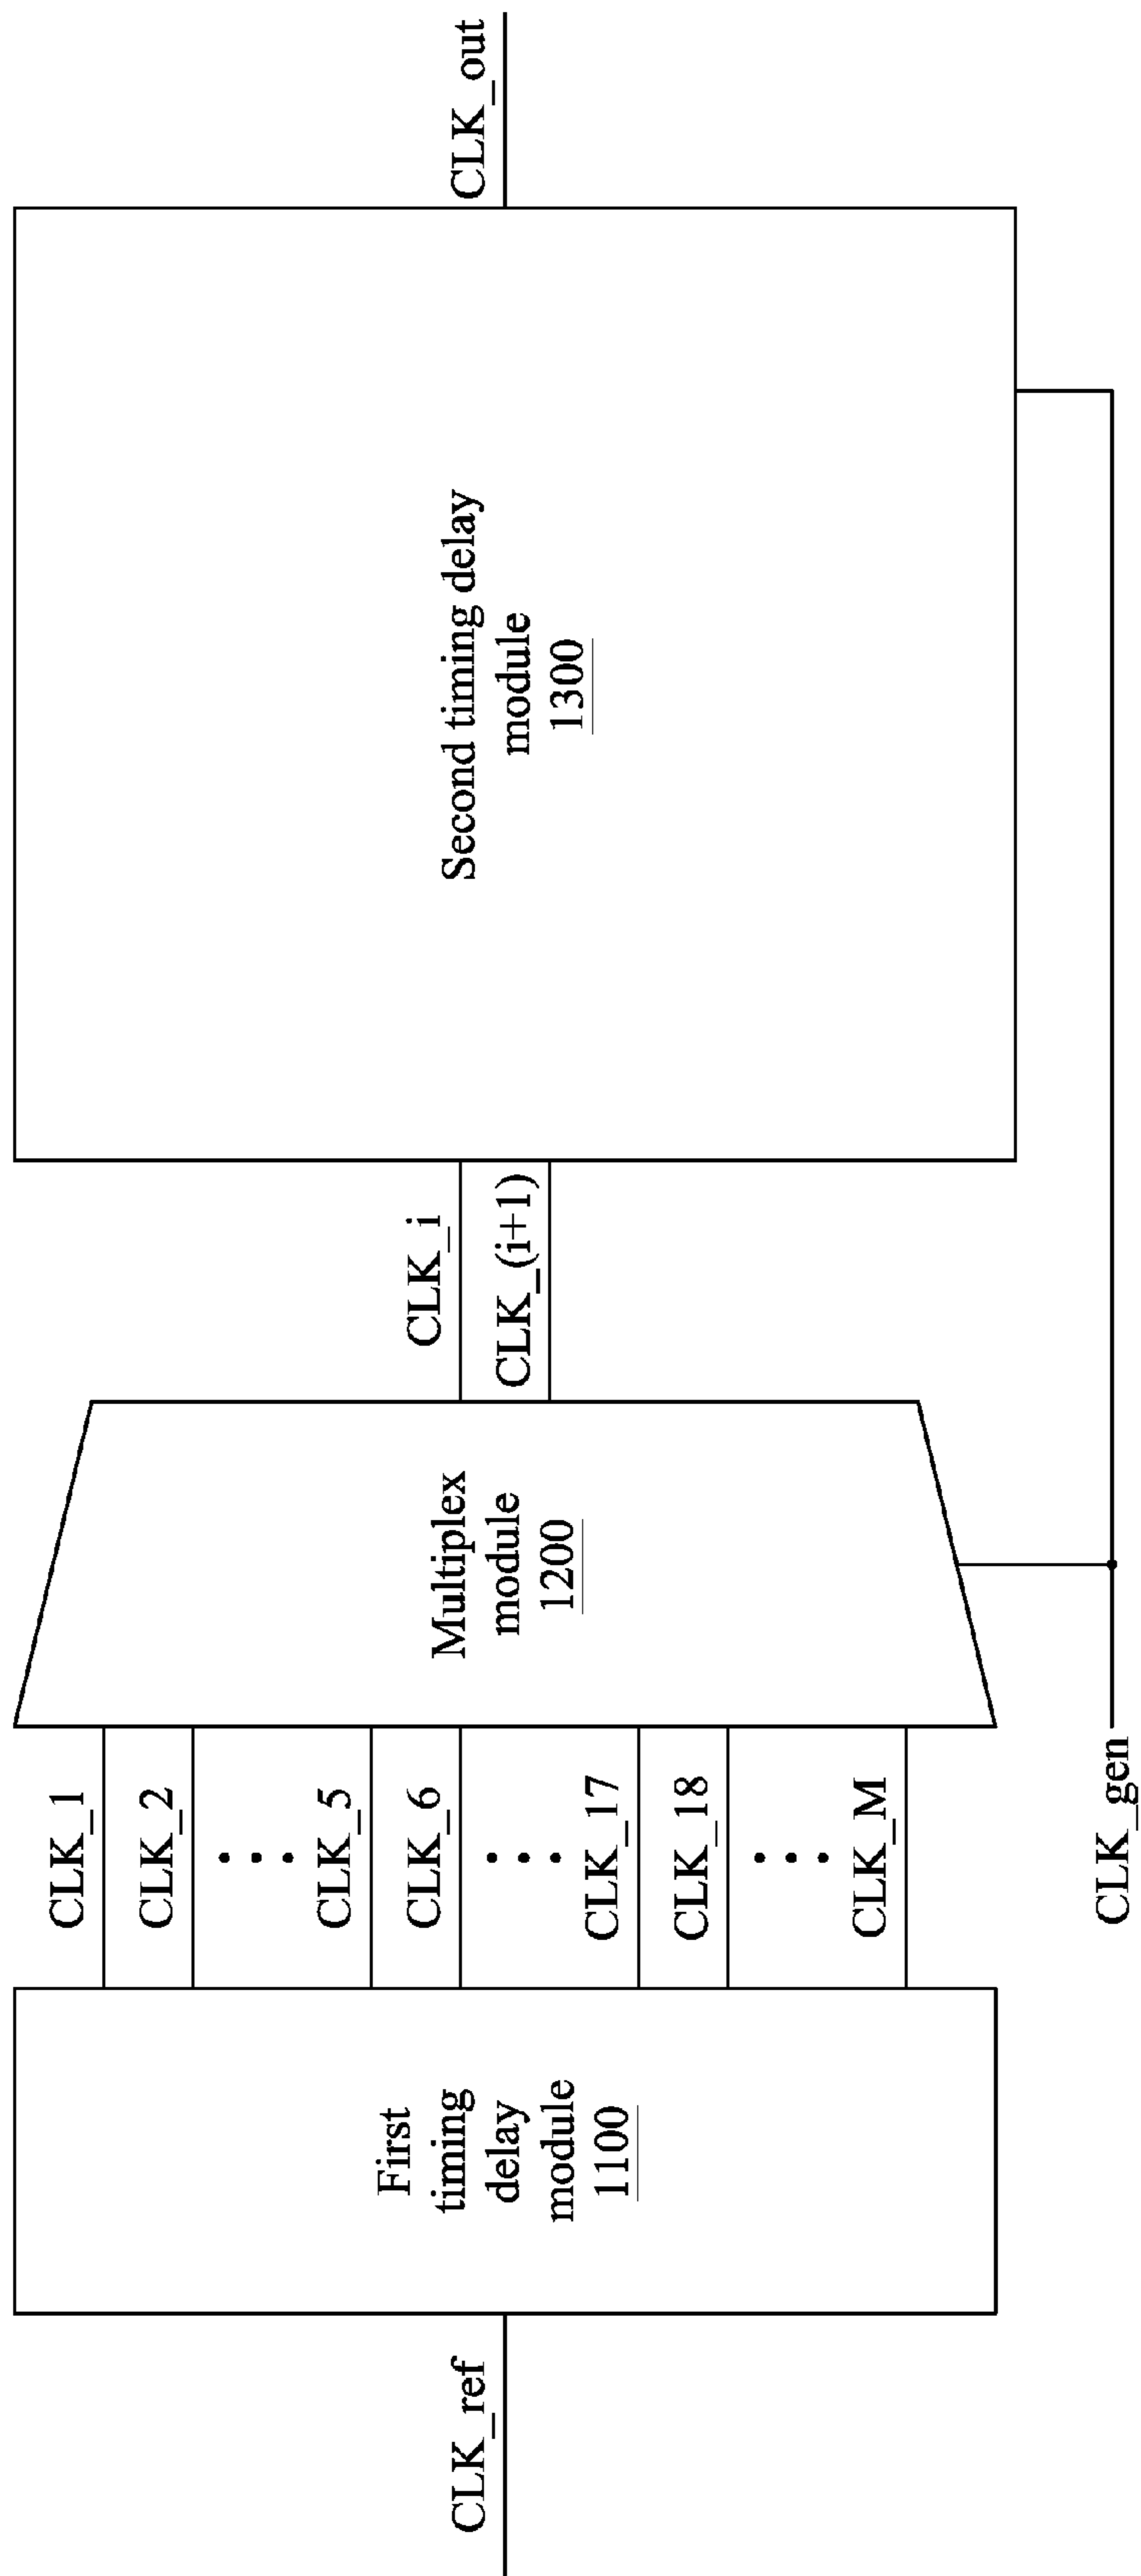 CLK_ref
First
timing
delay
module
1100
CLK_1
CLK_2
CLK_5
CLK_6
CLK_17
CLK_18
CLK_M
Multiplex
module
1200
CLK_gen
CLK_i
CLK_(i+1)
Second timing delay
module
1300
CLK_out